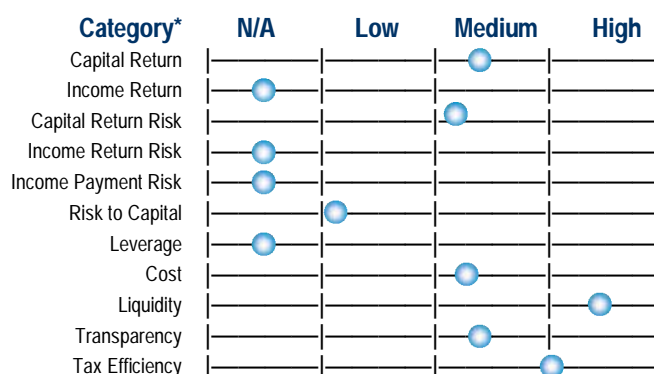 Category* N/A Low Medium High
Capital Return
Income Return
Capital Return Risk
Income Return Risk
Income Payment Risk
Risk to Capital
Leverage
Cost
Liquidity
Transparency
Tax Efficiency